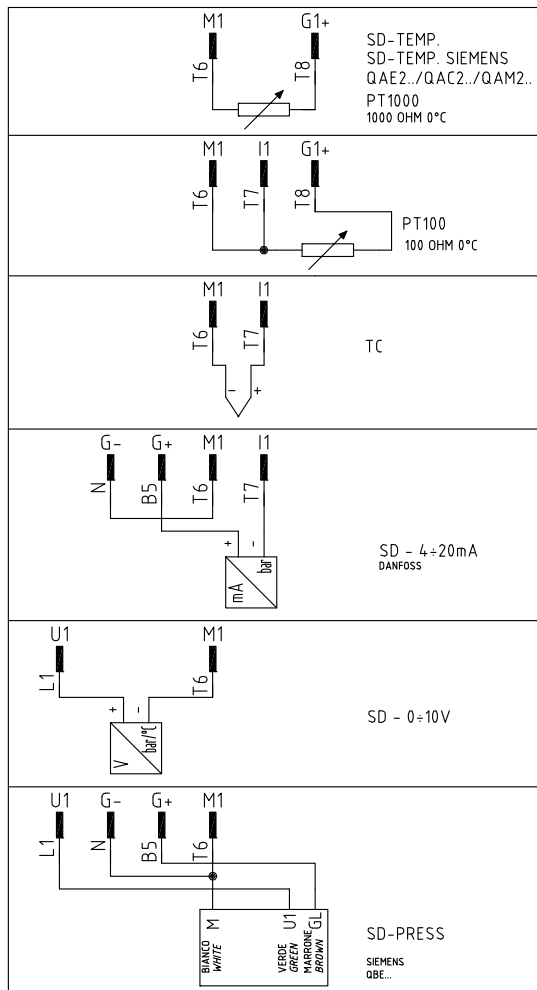 M1 G1+
T6 T8
SD-TEMP.
SD-TEMP. SIEMENS
QAE2../QAC2../QAM2..
PT1000
1000 OHM 0°C
M1 I1 G1+
T6 T7 T8
PT100
100 OHM 0°C
M1 I1
T6 T7
- +
TC
G- G+ M1 I1
N B5 T6 T7
+ -
mA bar
SD - 4÷20mA
DANFOSS
U1 M1
L1 T6
+ -
V bar/°C
SD - 0÷10V
U1 G- G+ M1
L1 N B5 T6
M U1 GL
BIANCO VERDE MARRONE
WHITE GREEN BROWN
SD-PRESS
SIEMENS
QBE...